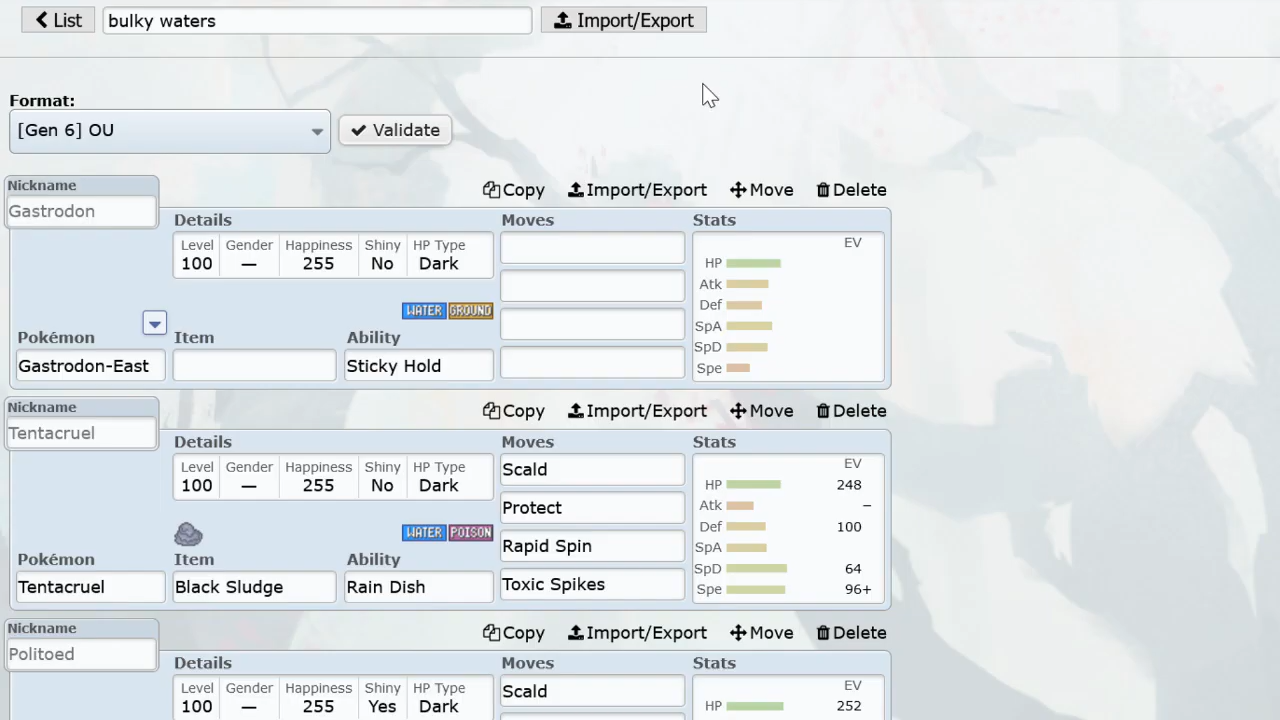 List
bulky waters
Import/Export
Format:
[Gen 6] OU
Validate
Copy Import/Export Move Delete
Nickname
Gastrodon
Details Moves Stats
Level Gender Happiness Shiny HP Type
100 — 255 No Dark
EV
HP
Atk
Def
SpA
SpD
Spe
WATER GROUND
Pokémon Item Ability
Gastrodon-East Sticky Hold
Copy Import/Export Move Delete
Nickname
Tentacruel
Details Moves Stats
Level Gender Happiness Shiny HP Type
100 — 255 No Dark
Scald
Protect
Rapid Spin
Toxic Spikes
EV
HP 248
Atk –
Def 100
SpA
SpD 64
Spe 96+
WATER POISON
Pokémon Item Ability
Tentacruel Black Sludge Rain Dish
Copy Import/Export Move Delete
Nickname
Politoed
Details Moves Stats
Level Gender Happiness Shiny HP Type
100 — 255 Yes Dark
Scald
EV
HP 252